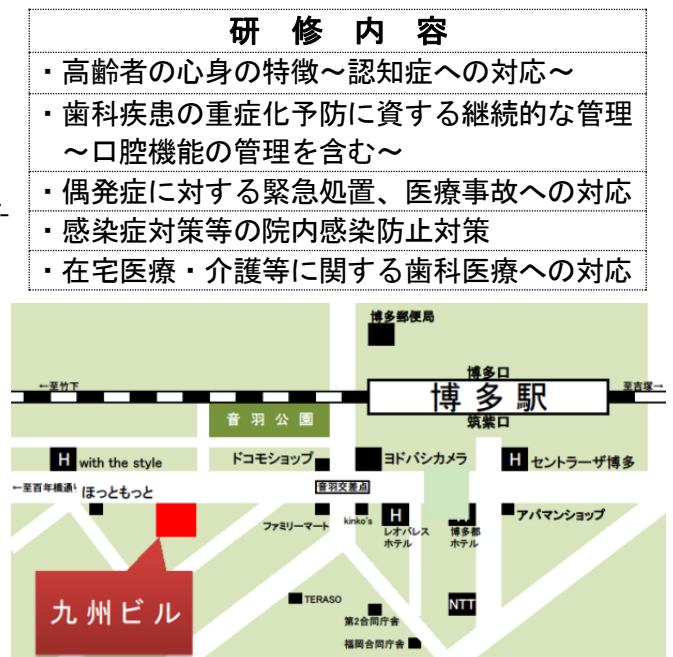 研修内容
・高齢者の心身の特徴～認知症への対応～
・歯科疾患の重症化予防に資する継続的な管理
～口腔機能の管理を含む～
・偶発症に対する緊急処置、医療事故への対応
・感染症対策等の院内感染防止対策
・在宅医療・介護等に関する歯科医療への対応
博多郵便局
←至竹下
博多口
博多駅
至吉塚→
筑紫口
音羽公園
H with the style
ドコモショップ
ヨドバシカメラ
H セントラーザ博多
←至百年橋通り
ほっともっと
音羽交差点
ファミリーマート
kinko's
H
レオパレス
ホテル
博多都
ホテル
アパマンショップ
九州ビル
TERASO
第2合同庁舎
NTT
福岡合同庁舎